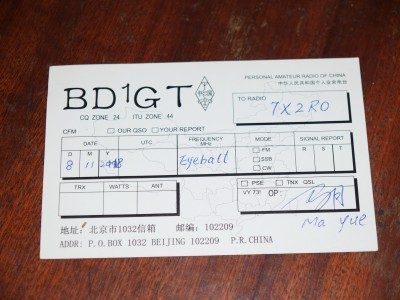 BD1GT
CQ ZONE 24 ITU ZONE 44
PERSONAL AMATEUR RADIO OF CHINA
中华人民共和国个人业余电台
TO RADIO
7X2RO
CFM OUR QSO YOUR REPORT
DATE UTC FREQUENCY MHz MODE SIGNAL REPORT
D M Y FM SSB CW R S T
8 11 Eyeball
TRX WATTS ANT
PSE TNX QSL
VY 73! OP:
Ma Yue
地址: 北京市1032信箱 邮编: 102209
ADDR: P.O.BOX 1032 BEIJING 102209 P.R.CHINA